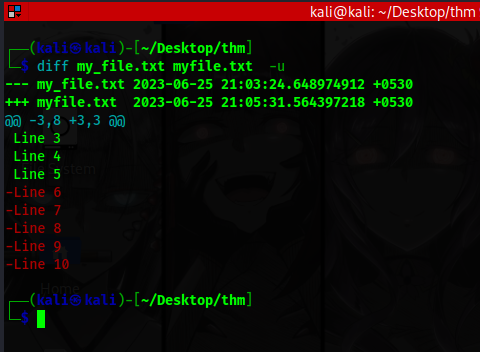 kali@kali: ~/Desktop/thm
┌──(kali㉿kali)-[~/Desktop/thm]
└─$ diff my_file.txt myfile.txt  -u
--- my_file.txt 2023-06-25 21:03:24.648974912 +0530
+++ myfile.txt  2023-06-25 21:05:31.564397218 +0530
@@ -3,8 +3,3 @@
 Line 3
 Line 4
 Line 5
-Line 6
-Line 7
-Line 8
-Line 9
-Line 10
┌──(kali㉿kali)-[~/Desktop/thm]
└─$
System
Home